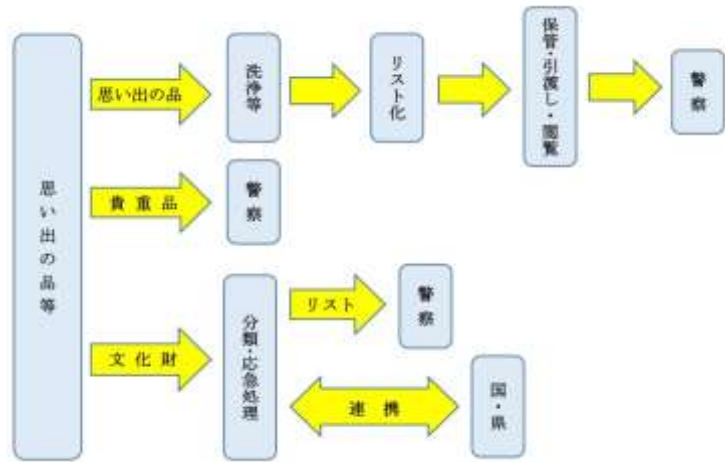 思い出の品等
思い出の品
洗浄等
リスト化
保管・引渡し・閲覧
警察
貴重品
警察
文化財
分類・応急処理
リスト
警察
連携
国・県